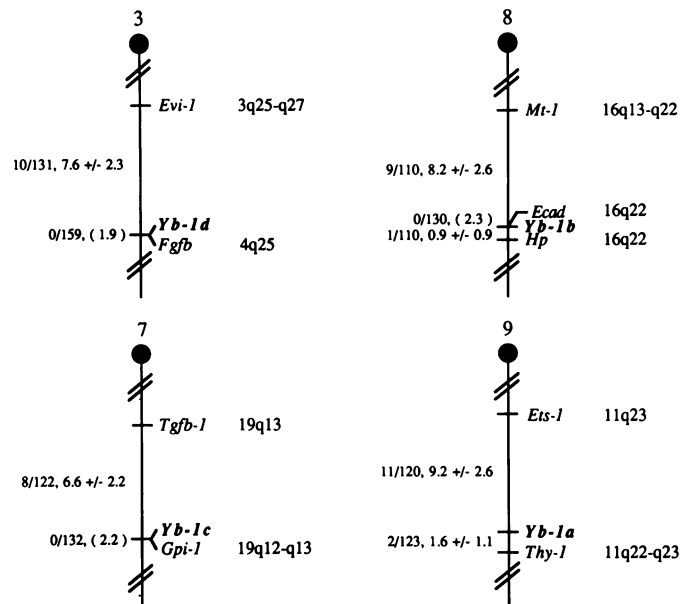 3
Evi-1 3q25-q27
10/131, 7.6 +/- 2.3
Yb-1d
0/159, ( 1.9 )
Fgfb 4q25
8
Mt-1 16q13-q22
9/110, 8.2 +/- 2.6
Ecad 16q22
0/130, ( 2.3 )
Yb-1b
1/110, 0.9 +/- 0.9
Hp 16q22
7
Tgfb-1 19q13
8/122, 6.6 +/- 2.2
Yb-1c
0/132, ( 2.2 )
Gpi-1 19q12-q13
9
Ets-1 11q23
11/120, 9.2 +/- 2.6
Yb-1a
2/123, 1.6 +/- 1.1
Thy-1 11q22-q23